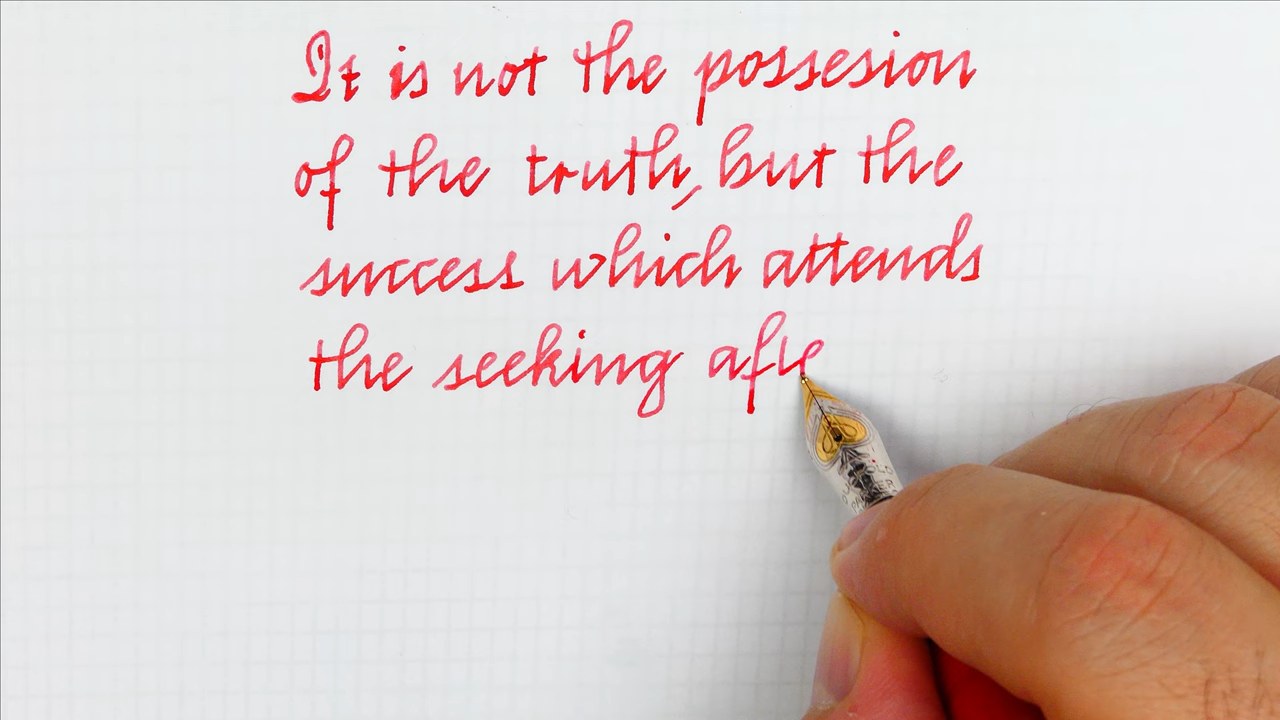 It is not the possesion
of the truth, but the
success which attends
the seeking afte